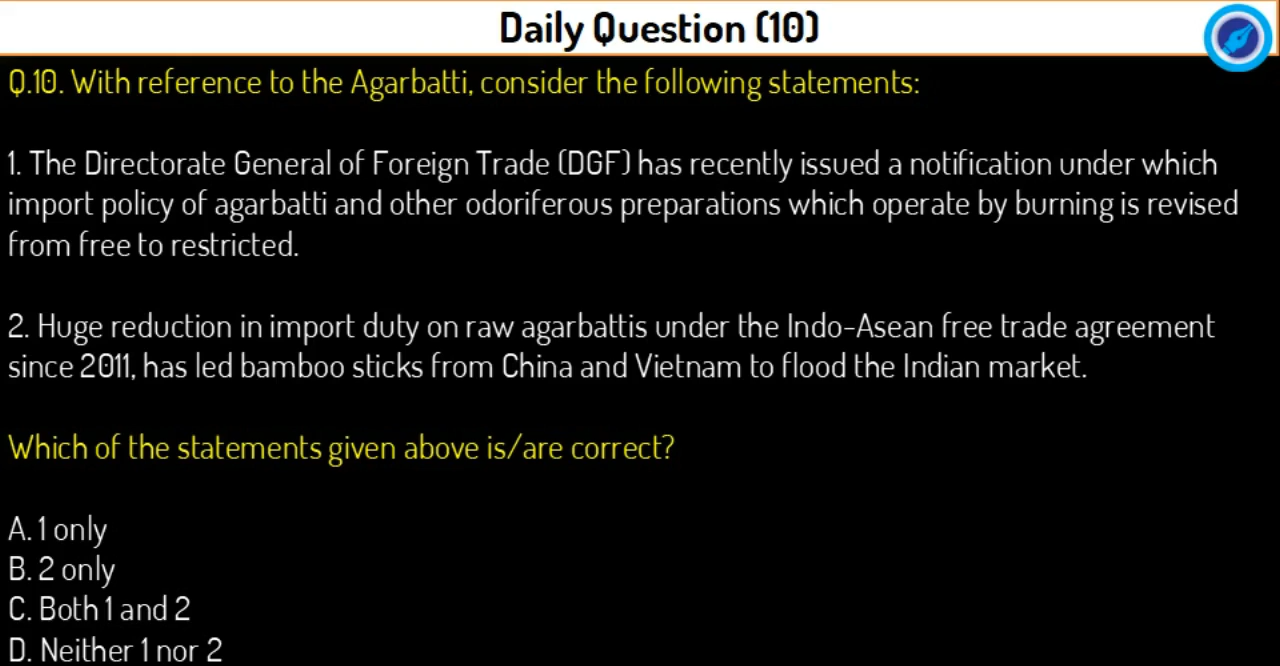 Daily Question (10)
Q.10. With reference to the Agarbatti, consider the following statements:
1. The Directorate General of Foreign Trade (DGF) has recently issued a notification under which
import policy of agarbatti and other odoriferous preparations which operate by burning is revised
from free to restricted.
2. Huge reduction in import duty on raw agarbattis under the Indo-Asean free trade agreement
since 2011, has led bamboo sticks from China and Vietnam to flood the Indian market.
Which of the statements given above is/are correct?
A. 1 only
B. 2 only
C. Both 1 and 2
D. Neither 1 nor 2